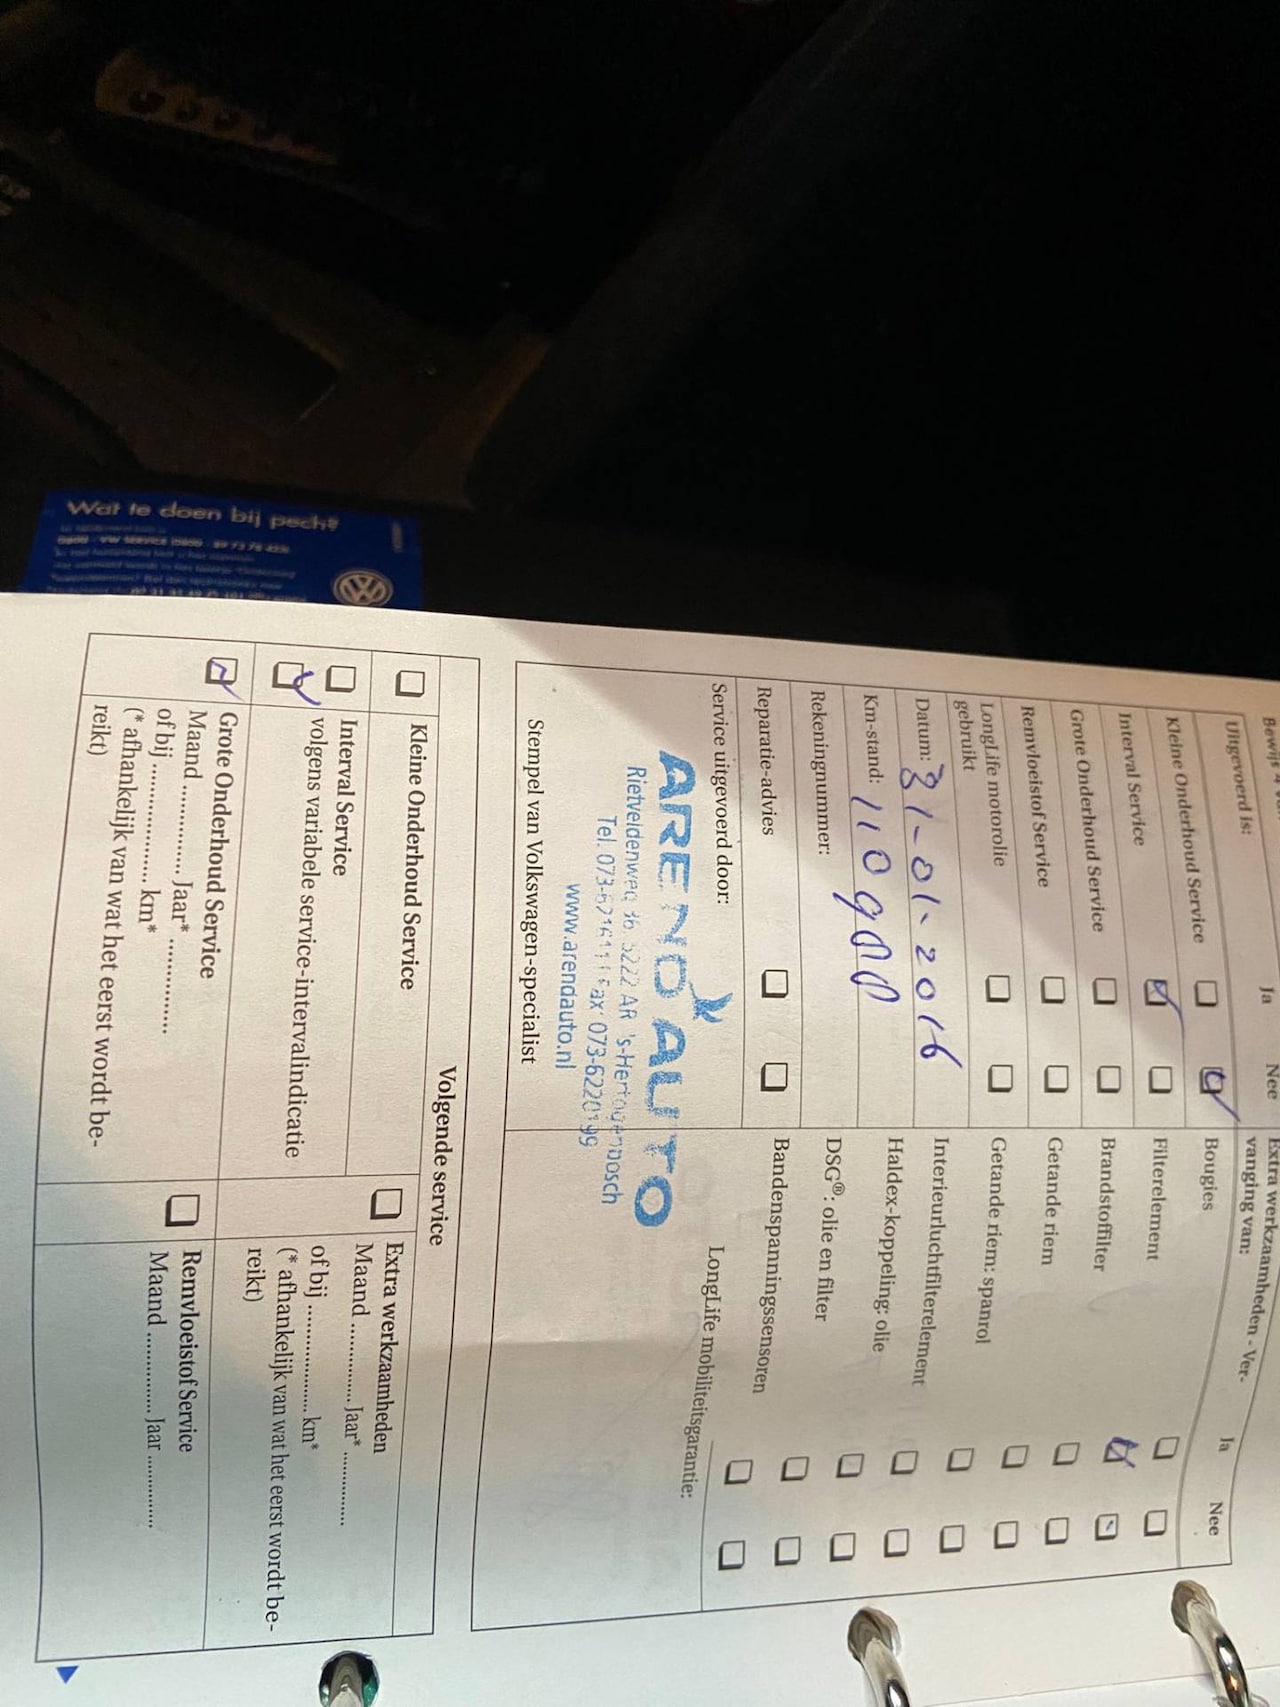 Uitgevoerd is:
Ja
Nee
Kleine Onderhoud Service
Interval Service
Grote Onderhoud Service
Remvloeistof Service
LongLife motorolie
gebruikt
Datum: 31-01-2016
Km-stand:
Rekeningnummer:
Reparatie-advies
Service uitgevoerd door:
AREND AUTO
Rietveldenweg 36 5222 AR 's-Hertogenbosch
Tel. 073-6216111 Fax: 073-6220199
www.arendauto.nl
Stempel van Volkswagen-specialist
Extra werkzaamheden - Ver-
vanging van:
Ja
Nee
Bougies
Filterelement
Brandstoffilter
Getande riem
Getande riem: spanrol
Interieurluchtfilterelement
Haldex-koppeling: olie
DSG®: olie en filter
Bandenspanningssensoren
LongLife mobiliteitsgarantie:
Volgende service
Kleine Onderhoud Service
Interval Service
volgens variabele service-intervalindicatie
Grote Onderhoud Service
Maand .............. Jaar* ..............
of bij .................. km*
(* afhankelijk van wat het eerst wordt be-
reikt)
Extra werkzaamheden
Maand .............. Jaar* ..............
of bij .................. km*
(* afhankelijk van wat het eerst wordt be-
reikt)
Remvloeistof Service
Maand .............. Jaar ..............
Wat te doen bij pech?